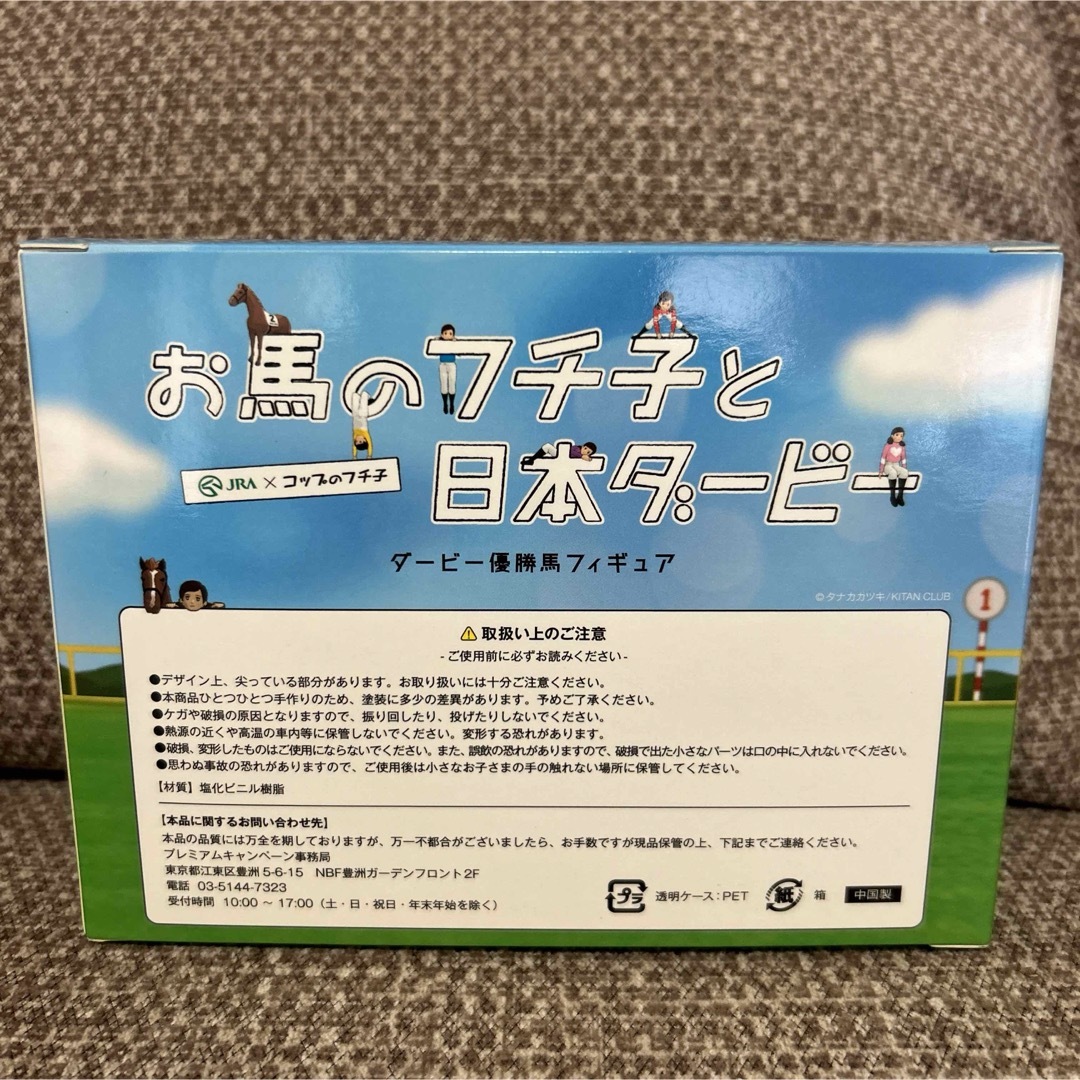 お馬のフチ子と
日本ダービー
JRA×コップのフチ子
ダービー優勝馬フィギュア
©タナカカツキ/KITAN CLUB
2
1
取扱い上のご注意
-ご使用前に必ずお読みください-
●デザイン上、尖っている部分があります。お取り扱いには十分ご注意ください。
●本商品ひとつひとつ手作りのため、塗装に多少の差異があります。予めご了承ください。
●ケガや破損の原因となりますので、振り回したり、投げたりしないでください。
●熱源の近くや高温の車内等に保管しないでください。変形する恐れがあります。
●破損、変形したものはご使用にならないでください。また、誤飲の恐れがありますので、破損で出た小さなパーツは口の中に入れないでください。
●思わぬ事故の恐れがありますので、ご使用後は小さなお子さまの手の触れない場所に保管してください。
【材質】塩化ビニル樹脂
【本品に関するお問い合わせ先】
本品の品質には万全を期しておりますが、万一不都合がございましたら、お手数ですが現品保管の上、下記までご連絡ください。
プレミアムキャンペーン事務局
東京都江東区豊洲 5-6-15 NBF豊洲ガーデンフロント2F
電話 03-5144-7323
受付時間 10:00～17:00(土・日・祝日・年末年始を除く)
プラ 透明ケース:PET 紙 箱 中国製